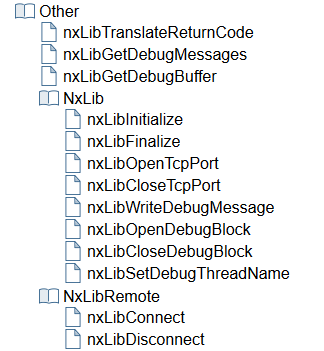 Other
nxLibTranslateReturnCode
nxLibGetDebugMessages
nxLibGetDebugBuffer
NxLib
nxLibInitialize
nxLibFinalize
nxLibOpenTcpPort
nxLibCloseTcpPort
nxLibWriteDebugMessage
nxLibOpenDebugBlock
nxLibCloseDebugBlock
nxLibSetDebugThreadName
NxLibRemote
nxLibConnect
nxLibDisconnect